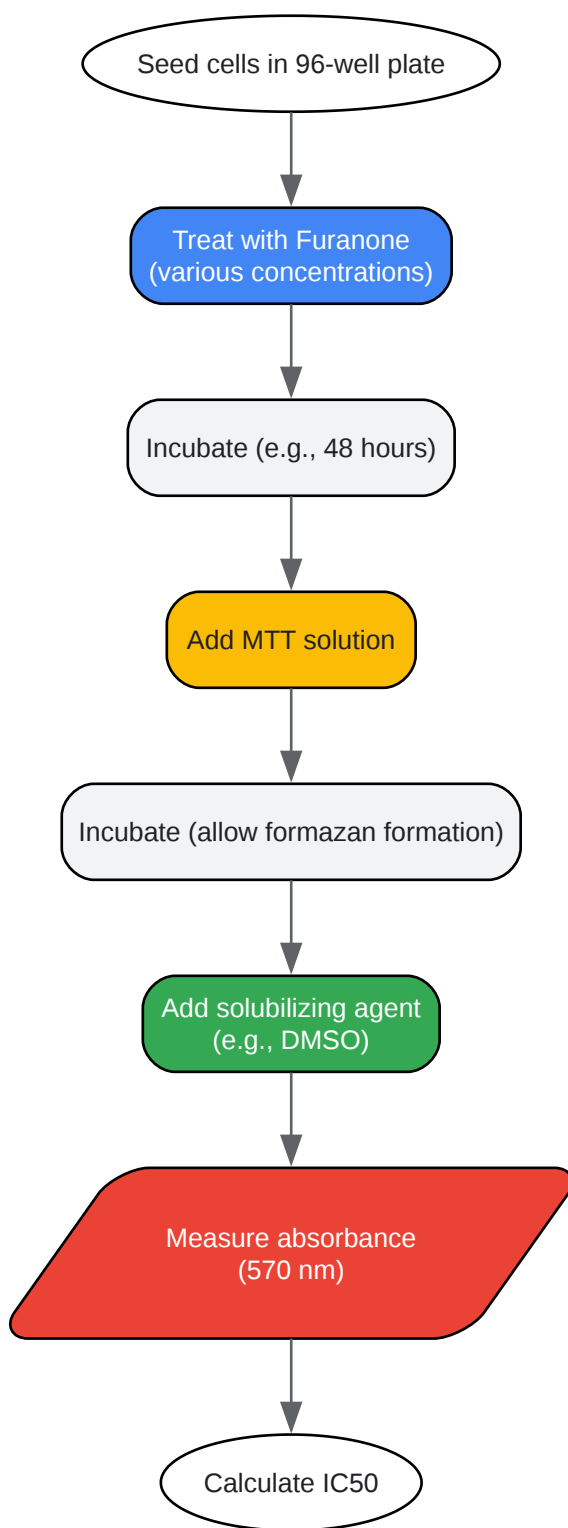 Seed cells in 96-well plate
Treat with Furanone
(various concentrations)
Incubate (e.g., 48 hours)
Add MTT solution
Incubate (allow formazan formation)
Add solubilizing agent
(e.g., DMSO)
Measure absorbance
(570 nm)
Calculate IC50